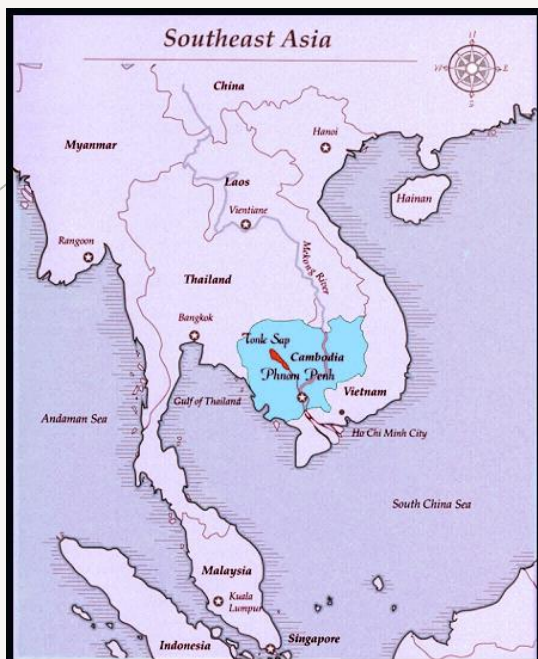 Southeast Asia
N
W E
S
China
Hanoi
Myanmar
Laos
Hainan
Vientiane
Rangoon
Mekong River
Thailand
Bangkok
Tonle Sap
Cambodia
Phnom Penh
Vietnam
Gulf of Thailand
Andaman Sea
Ho Chi Minh City
South China Sea
Malaysia
Kuala
Lumpur
Indonesia
Singapore